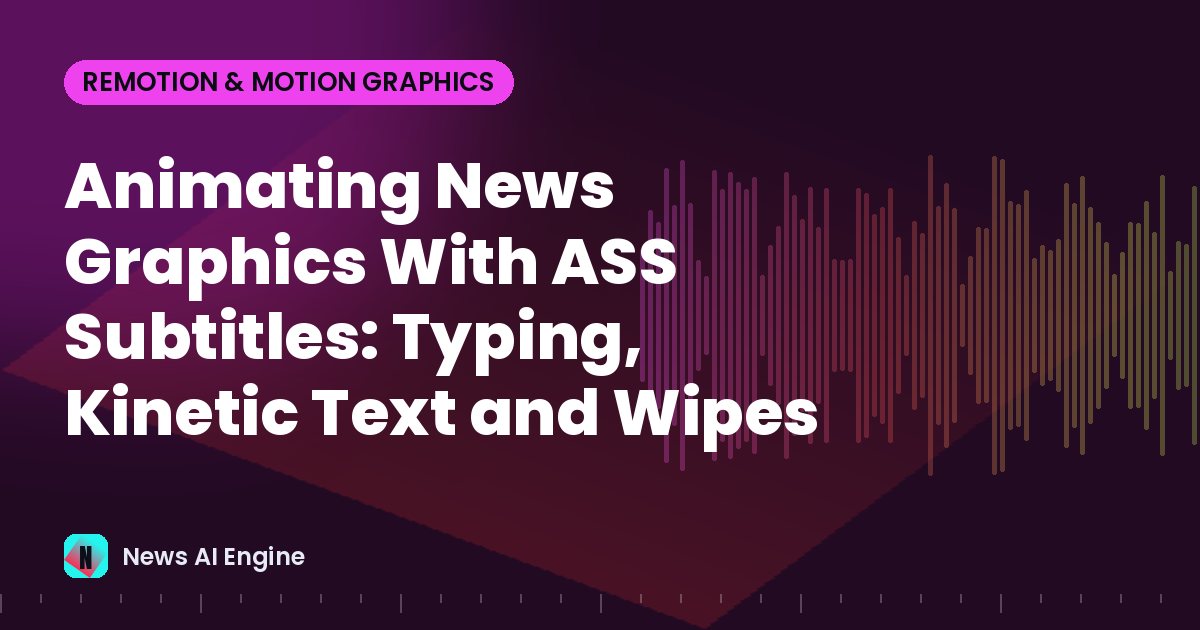 REMOTION & MOTION GRAPHICS
Animating News
Graphics With ASS
Subtitles: Typing,
Kinetic Text and Wipes
N
News AI Engine